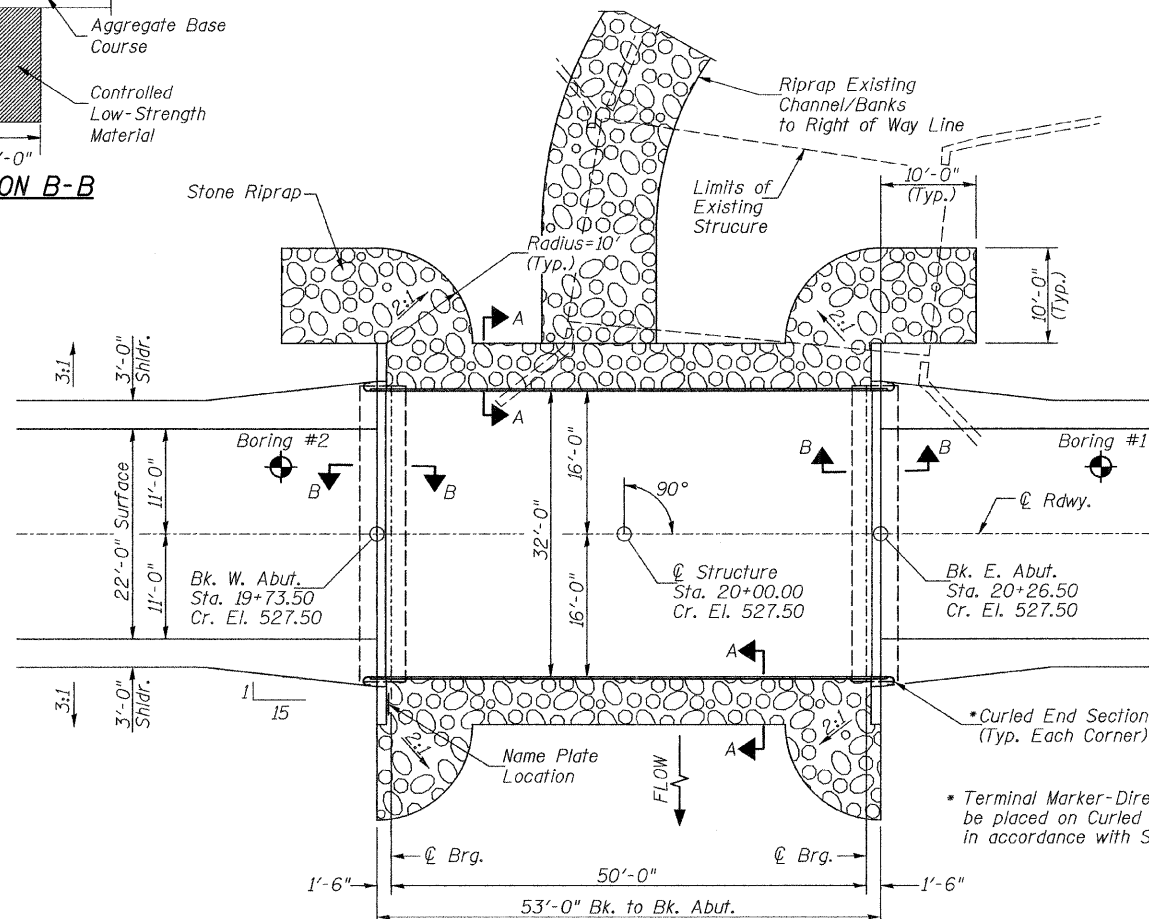 Aggregate Base
Course
Controlled
Low-Strength
Material
'-0"
ON B-B
Stone Riprap
Radius=10'
(Typ.)
Riprap Existing
Channel/Banks
to Right of Way Line
Limits of
Existing
Strucure
10'-0"
(Typ.)
10'-0"
(Typ.)
2:1
2:1
A
A
3:1
3'-0"
Shldr.
Boring #2
Boring #1
B
B
B
B
22'-0" Surface
11'-0"
11'-0"
32'-0"
16'-0"
16'-0"
90°
℄ Rdwy.
Bk. W. Abut.
Sta. 19+73.50
Cr. El. 527.50
℄ Structure
Sta. 20+00.00
Cr. El. 527.50
Bk. E. Abut.
Sta. 20+26.50
Cr. El. 527.50
A
A
3:1
3'-0"
Shldr.
1
15
2:1
2:1
Name Plate
Location
FLOW
*Curled End Section
(Typ. Each Corner)
* Terminal Marker-Dire
be placed on Curled
in accordance with S
℄ Brg.
℄ Brg.
1'-6"
50'-0"
1'-6"
53'-0" Bk. to Bk. Abut.